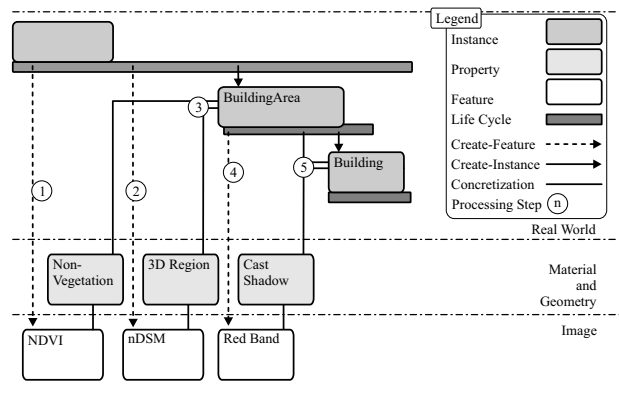 Legend
Instance
Property
Feature
Life Cycle
Create-Feature
Create-Instance
Concretization
Processing Step n
BuildingArea
3
Building
5
4
1
2
Real World
Non-
Vegetation
3D Region
Cast
Shadow
Material
and
Geometry
NDVI
nDSM
Red Band
Image